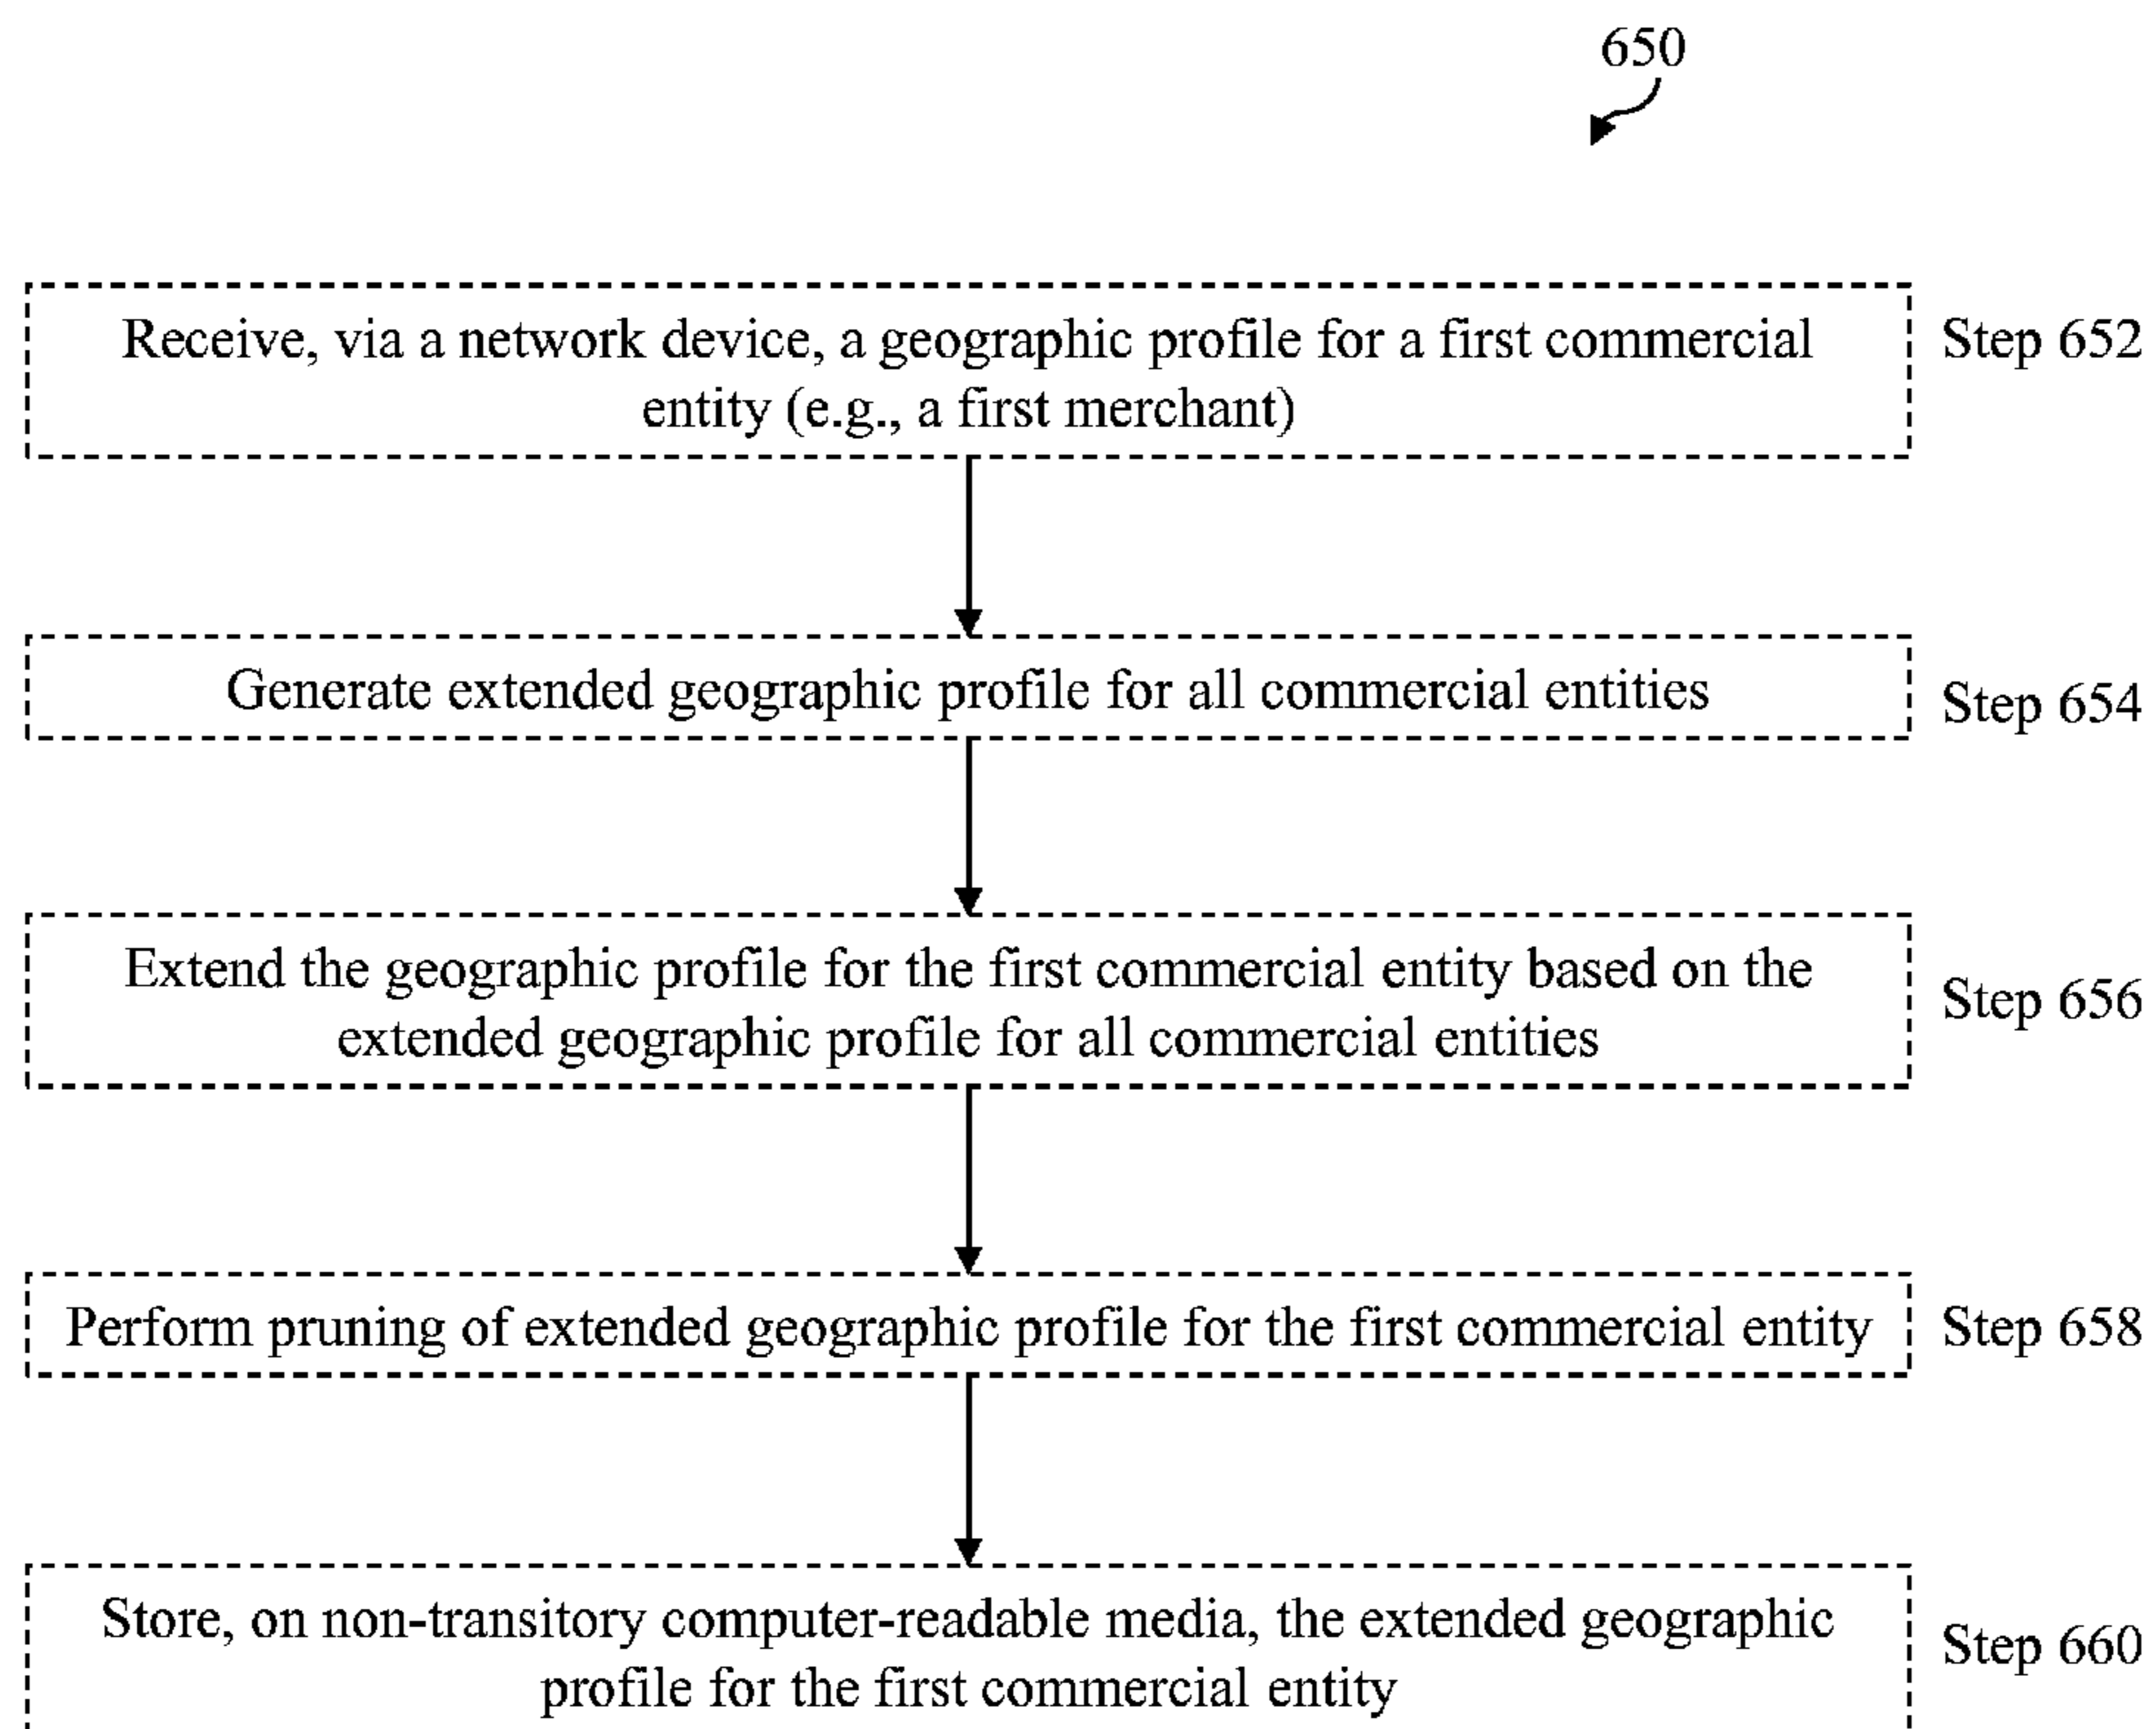 650
Receive, via a network device, a geographic profile for a first commercial
entity (e.g., a first merchant)
Step 652
Generate extended geographic profile for all commercial entities
Step 654
Extend the geographic profile for the first commercial entity based on the
extended geographic profile for all commercial entities
Step 656
Perform pruning of extended geographic profile for the first commercial entity
Step 658
Store, on non-transitory computer-readable media, the extended geographic
profile for the first commercial entity
Step 660